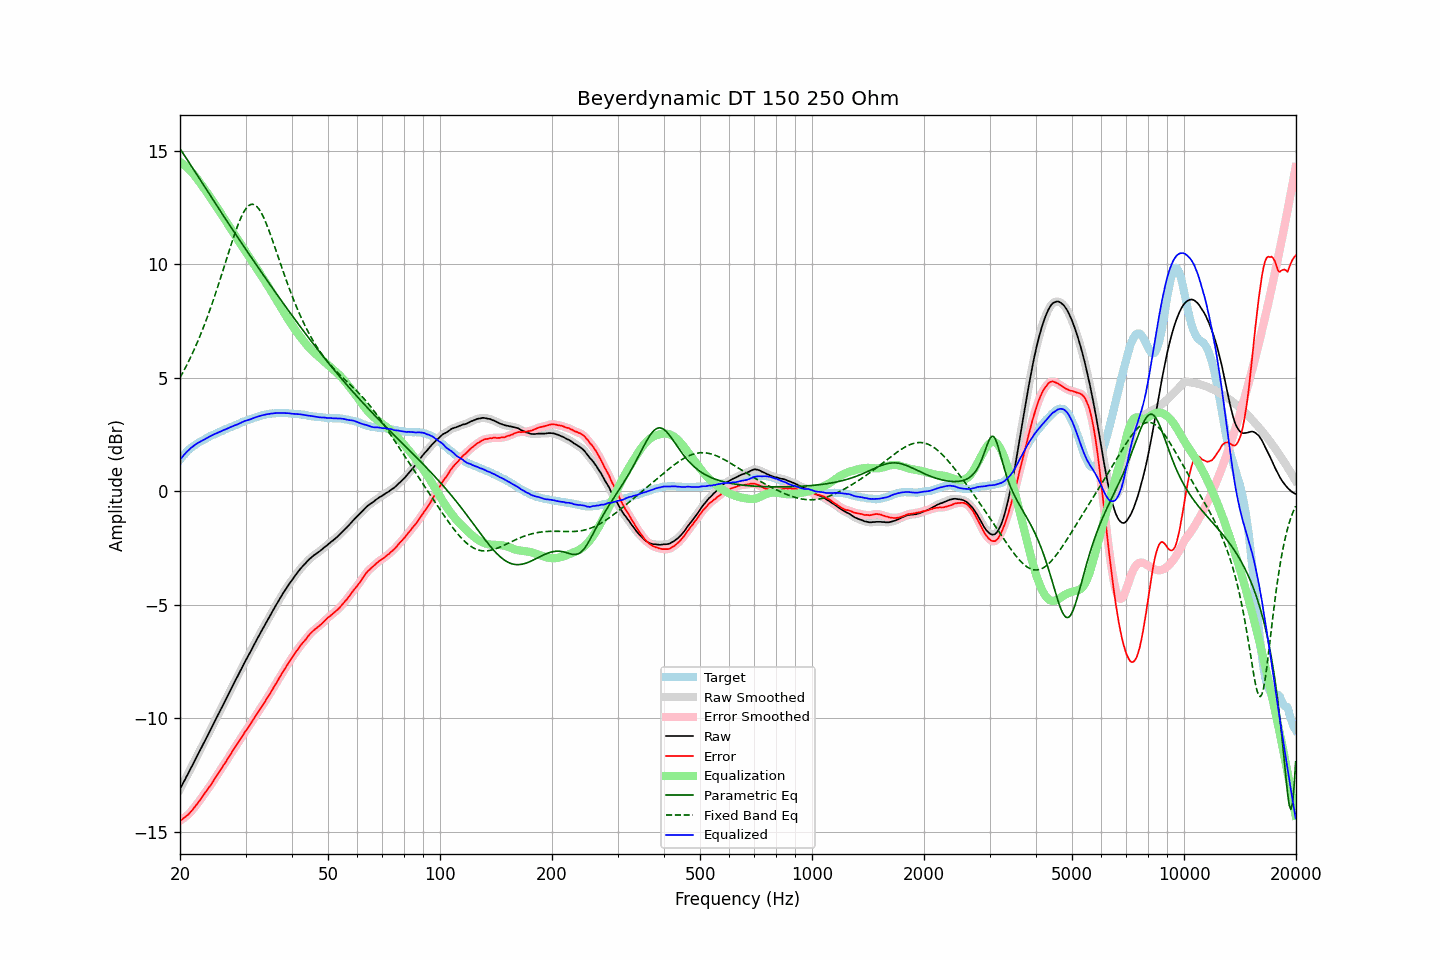 Beyerdynamic DT 150 250 Ohm
Amplitude (dBr)
15
10
5
0
−5
−10
−15
Target
Raw Smoothed
Error Smoothed
Raw
Error
Equalization
Parametric Eq
Fixed Band Eq
Equalized
20 50 100 200 500 1000 2000 5000 10000 20000
Frequency (Hz)